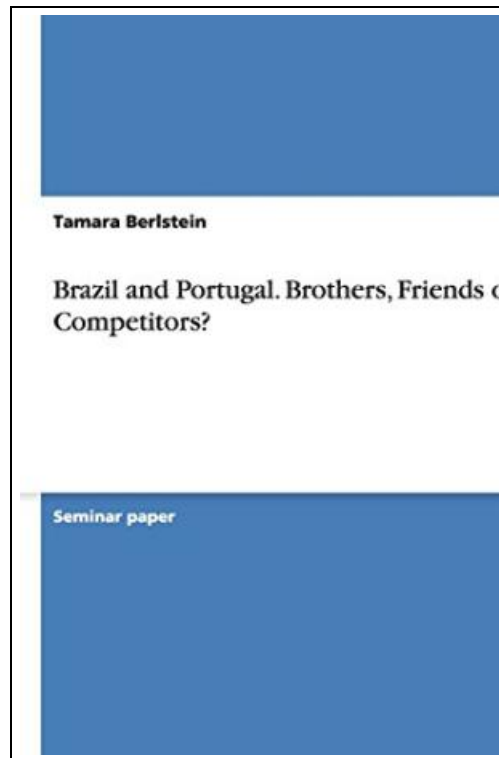 Tamara Berlstein
Brazil and Portugal. Brothers, Friends
Competitors?
Seminar paper